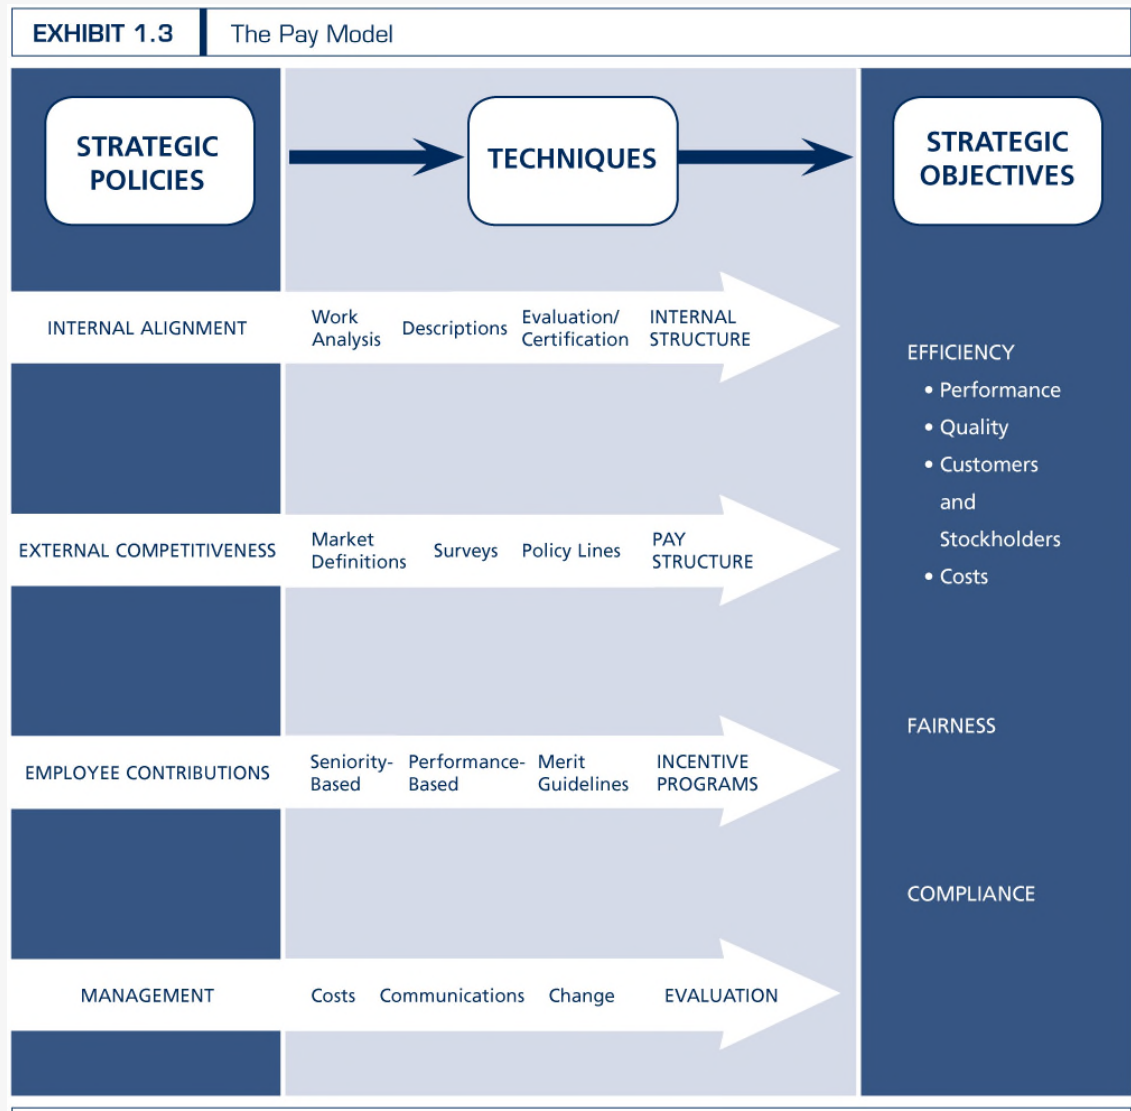 EXHIBIT 1.3
The Pay Model
STRATEGIC
POLICIES
TECHNIQUES
STRATEGIC
OBJECTIVES
INTERNAL ALIGNMENT
Work
Analysis
Descriptions
Evaluation/
Certification
INTERNAL
STRUCTURE
EXTERNAL COMPETITIVENESS
Market
Definitions
Surveys
Policy Lines
PAY
STRUCTURE
EMPLOYEE CONTRIBUTIONS
Seniority-
Based
Performance-
Based
Merit
Guidelines
INCENTIVE
PROGRAMS
MANAGEMENT
Costs
Communications
Change
EVALUATION
EFFICIENCY
• Performance
• Quality
• Customers
and
Stockholders
• Costs
FAIRNESS
COMPLIANCE